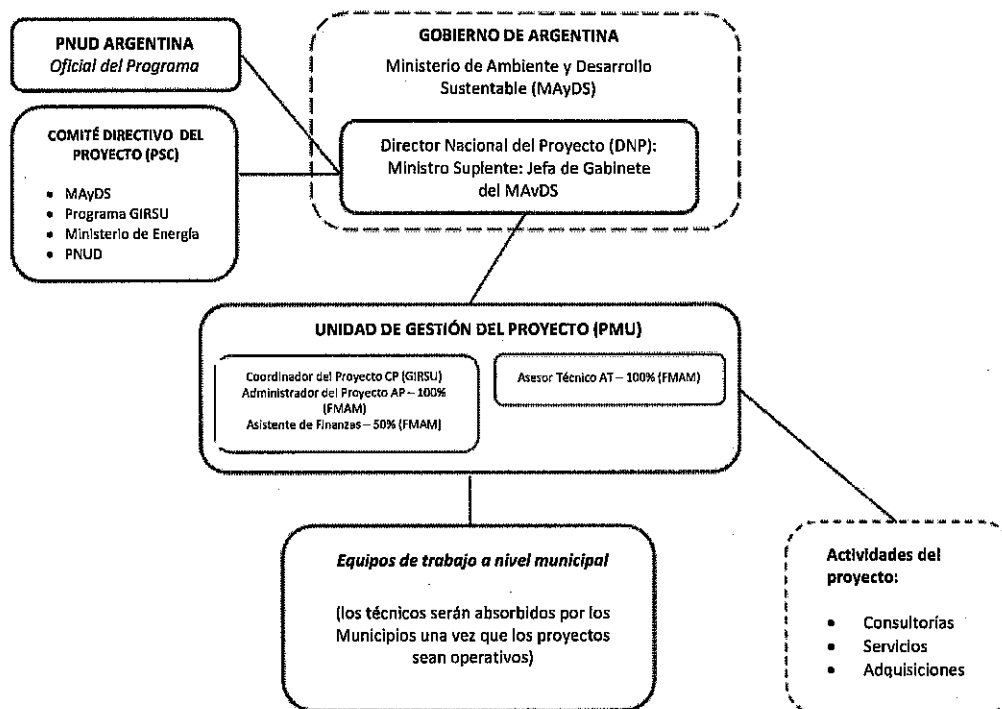 PNUD ARGENTINA
Oficial del Programa
GOBIERNO DE ARGENTINA
Ministerio de Ambiente y Desarrollo
Sustentable (MAyDS)
COMITÉ DIRECTIVO DEL
PROYECTO (PSC)
• MAyDS
• Programa GIRSU
• Ministerio de Energía
• PNUD
Director Nacional del Proyecto (DNP):
Ministro Suplente: Jefa de Gabinete
del MAyDS
UNIDAD DE GESTIÓN DEL PROYECTO (PMU)
Coordinador del Proyecto CP (GIRSU)
Administrador del Proyecto AP – 100%
(FMAM)
Asistente de Finanzas – 50% (FMAM)
Asesor Técnico AT – 100% (FMAM)
Equipos de trabajo a nivel municipal
(los técnicos serán absorbidos por los
Municipios una vez que los proyectos
sean operativos)
Actividades del
proyecto:
• Consultorías
• Servicios
• Adquisiciones